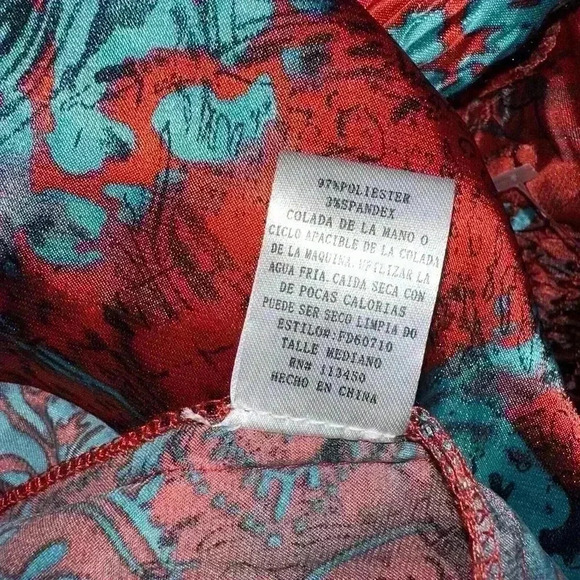 97%POLIESTER
3%SPANDEX
COLADA DE LA MANO O
CICLO APACIBLE DE LA COLADA
DE LA MAQUINA. UTILIZAR LA
AGUA FRIA. CAIDA SECA CON
DE POCAS CALORIAS
PUEDE SER SECO LIMPIA DO
ESTILO#:FD60710
TALLE MEDIANO
RN# 113450
HECHO EN CHINA